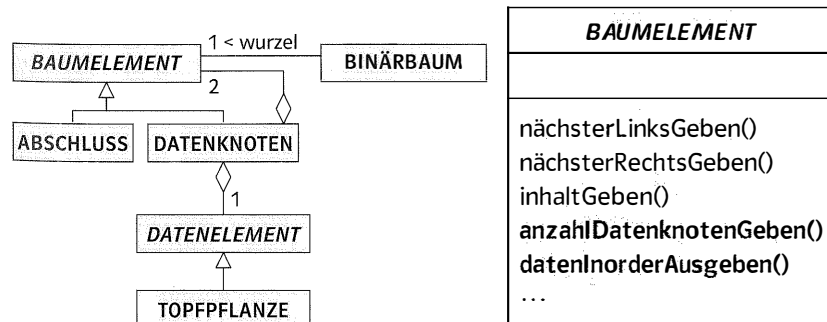 1 < wurzel
BAUMELEMENT
BINÄRBAUM
2
ABSCHLUSS
DATENKNOTEN
1
DATENELEMENT
TOPFPFLANZE
BAUMELEMENT
nächsterLinksGeben()
nächsterRechtsGeben()
inhaltGeben()
anzahlDatenknotenGeben()
datenInorderAusgeben()
...